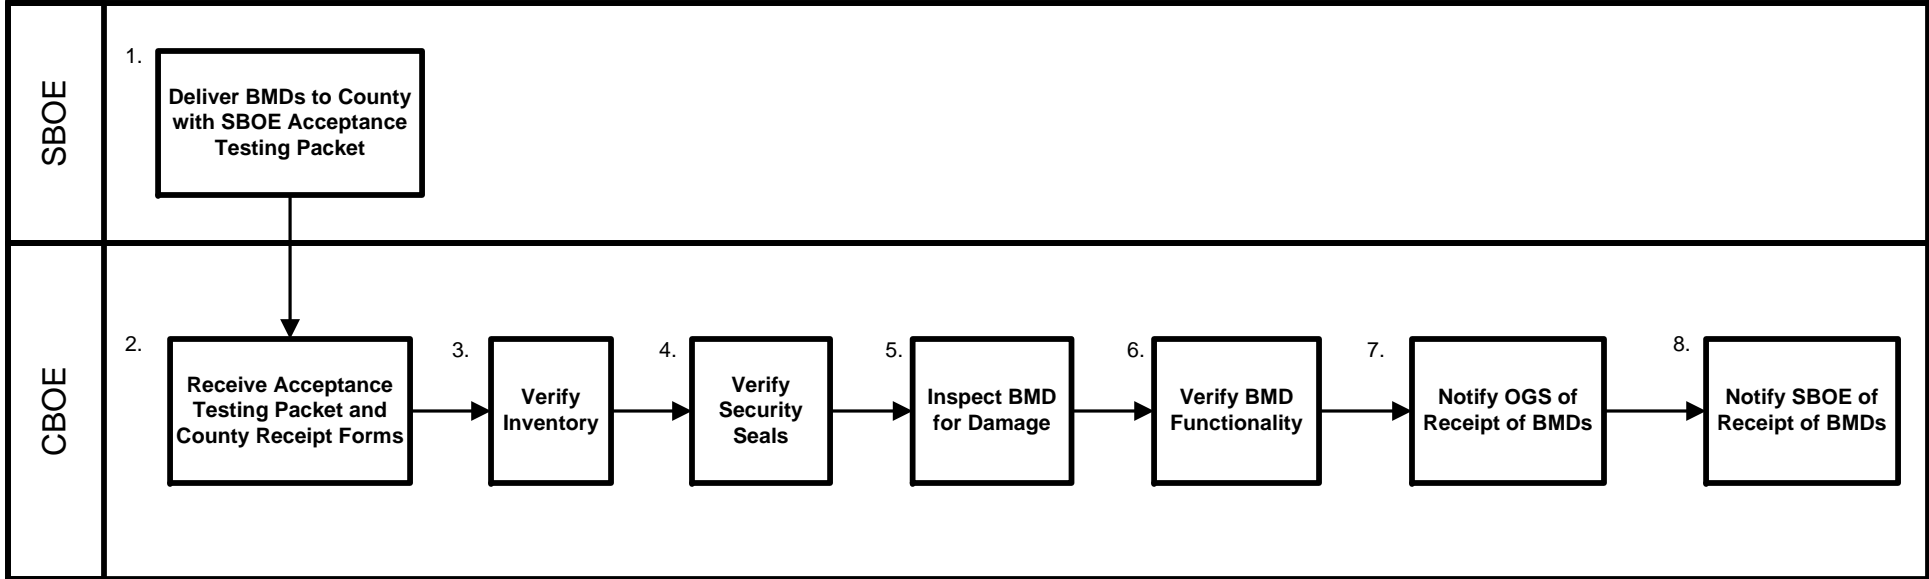 SBOE
1.
Deliver BMDs to County
with SBOE Acceptance
Testing Packet
CBOE
2.
Receive Acceptance
Testing Packet and
County Receipt Forms
3.
Verify
Inventory
4.
Verify
Security
Seals
5.
Inspect BMD
for Damage
6.
Verify BMD
Functionality
7.
Notify OGS of
Receipt of BMDs
8.
Notify SBOE of
Receipt of BMDs